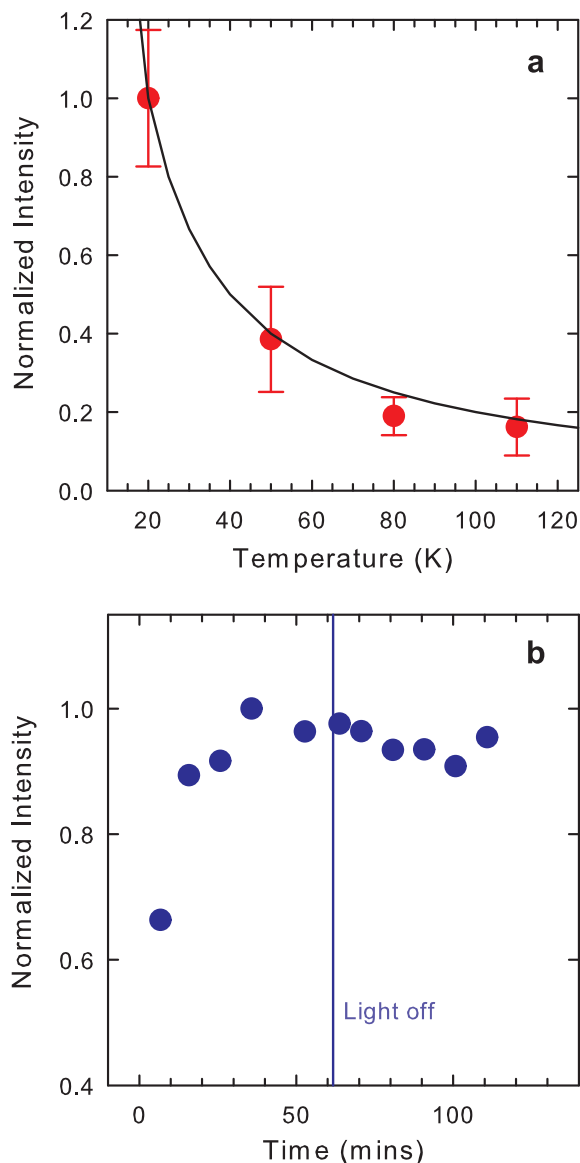 a
Normalized Intensity
1.2
1.0
0.8
0.6
0.4
0.2
0.0
20 40 60 80 100 120
Temperature (K)
b
Normalized Intensity
1.0
0.8
0.6
0.4
Light off
0 50 100
Time (mins)